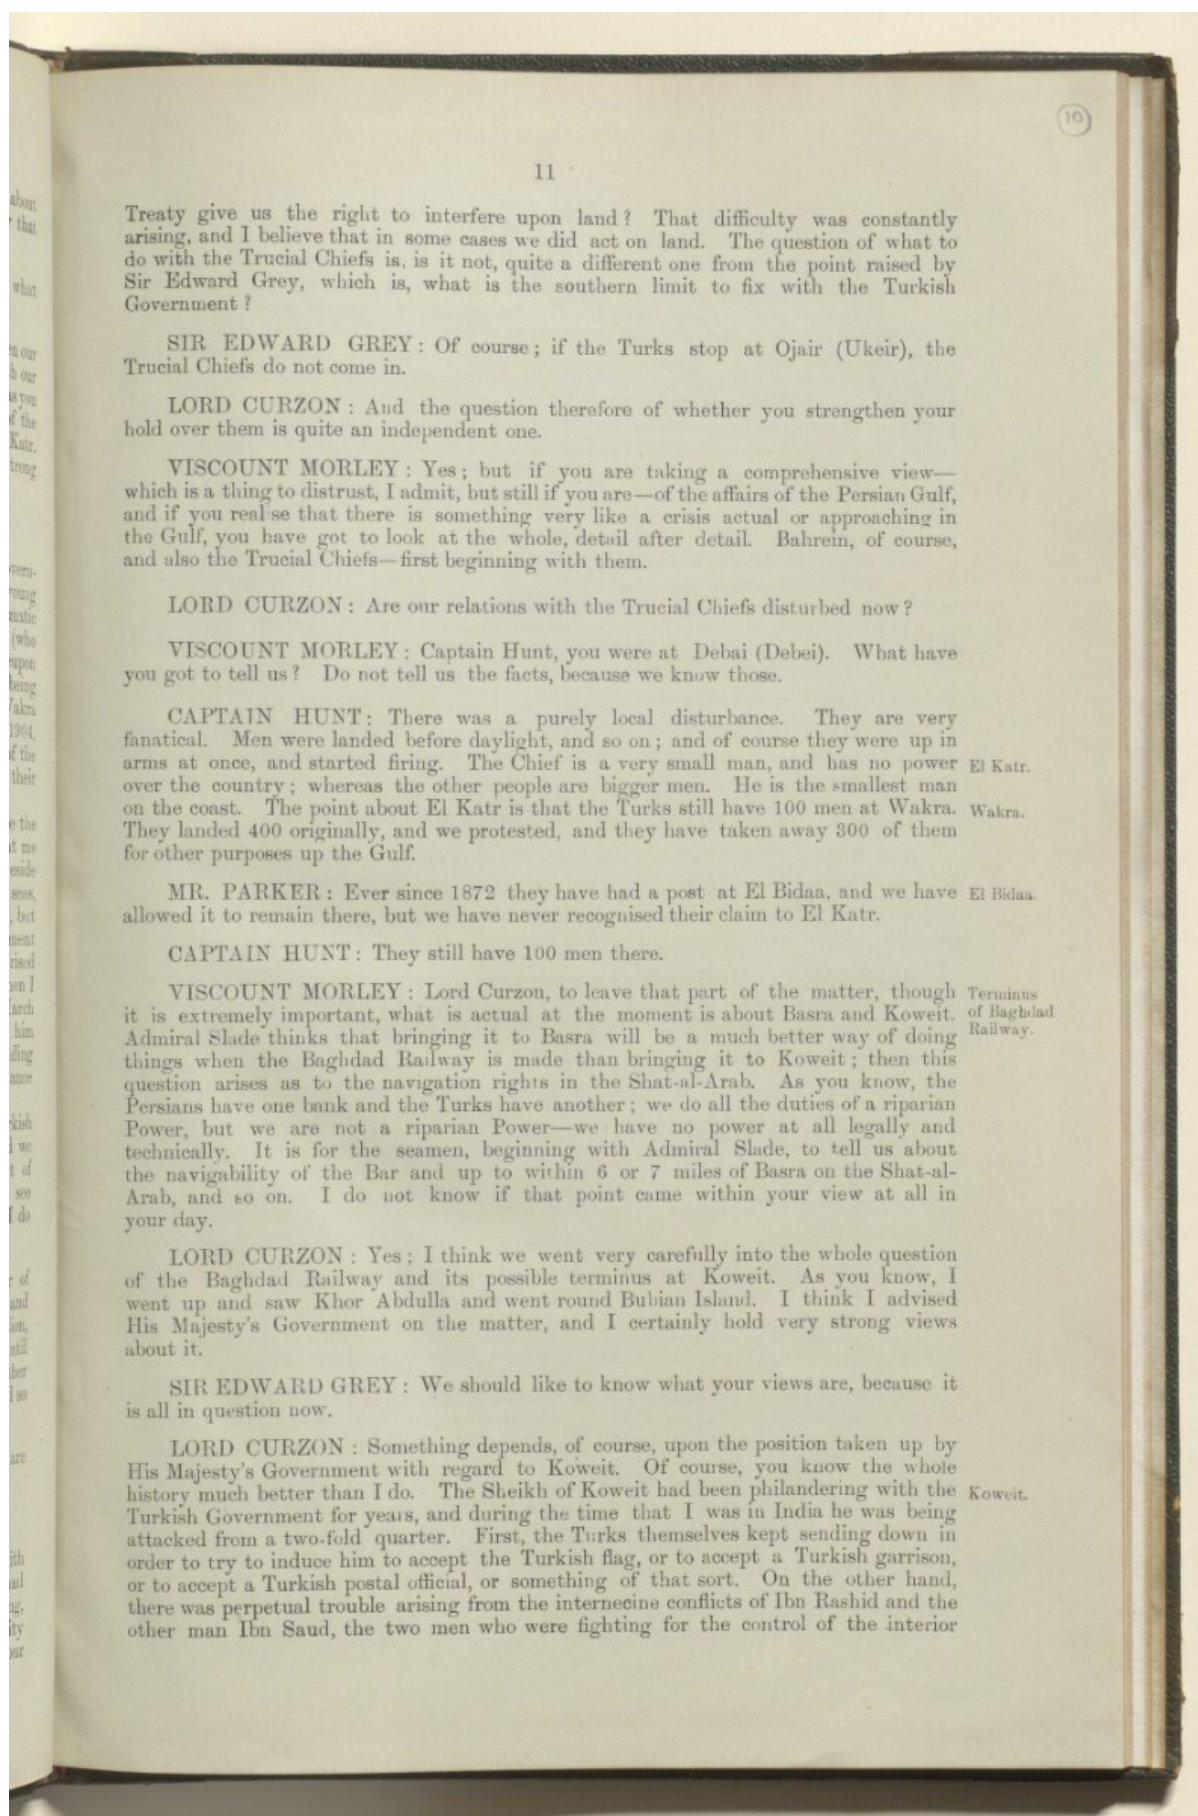 10
11
Treaty give us the right to interfere upon land? That difficulty was constantly
arising, and I believe that in some cases we did act on land. The question of what to
do with the Trucial Chiefs is, is it not, quite a different one from the point raised by
Sir Edward Grey, which is, what is the southern limit to fix with the Turkish
Government?
SIR EDWARD GREY: Of course; if the Turks stop at Ojair (Ukeir), the
Trucial Chiefs do not come in.
LORD CURZON: And the question therefore of whether you strengthen your
hold over them is quite an independent one.
VISCOUNT MORLEY: Yes; but if you are taking a comprehensive view—
which is a thing to distrust, I admit, but still if you are—of the affairs of the Persian Gulf,
and if you real se that there is something very like a crisis actual or approaching in
the Gulf, you have got to look at the whole, detail after detail. Bahrein, of course,
and also the Trucial Chiefs—first beginning with them.
LORD CURZON: Are our relations with the Trucial Chiefs disturbed now?
VISCOUNT MORLEY: Captain Hunt, you were at Debai (Debei). What have
you got to tell us? Do not tell us the facts, because we know those.
CAPTAIN HUNT: There was a purely local disturbance. They are very
fanatical. Men were landed before daylight, and so on; and of course they were up in
arms at once, and started firing. The Chief is a very small man, and has no power
El Katr.
over the country; whereas the other people are bigger men. He is the smallest man
on the coast. The point about El Katr is that the Turks still have 100 men at Wakra.
Wakra.
They landed 400 originally, and we protested, and they have taken away 300 of them
for other purposes up the Gulf.
MR. PARKER: Ever since 1872 they have had a post at El Bidaa, and we have
El Bidaa.
allowed it to remain there, but we have never recognised their claim to El Katr.
CAPTAIN HUNT: They still have 100 men there.
VISCOUNT MORLEY: Lord Curzon, to leave that part of the matter, though
Terminus
it is extremely important, what is actual at the moment is about Basra and Koweit.
of Baghdad
Admiral Slade thinks that bringing it to Basra will be a much better way of doing
Railway.
things when the Baghdad Railway is made than bringing it to Koweit; then this
question arises as to the navigation rights in the Shat-al-Arab. As you know, the
Persians have one bank and the Turks have another; we do all the duties of a riparian
Power, but we are not a riparian Power—we have no power at all legally and
technically. It is for the seamen, beginning with Admiral Slade, to tell us about
the navigability of the Bar and up to within 6 or 7 miles of Basra on the Shat-al-
Arab, and so on. I do not know if that point came within your view at all in
your day.
LORD CURZON: Yes; I think we went very carefully into the whole question
of the Baghdad Railway and its possible terminus at Koweit. As you know, I
went up and saw Khor Abdulla and went round Bubian Island. I think I advised
His Majesty's Government on the matter, and I certainly hold very strong views
about it.
SIR EDWARD GREY: We should like to know what your views are, because it
is all in question now.
LORD CURZON: Something depends, of course, upon the position taken up by
His Majesty's Government with regard to Koweit. Of course, you know the whole
history much better than I do. The Sheikh of Koweit had been philandering with the
Koweit.
Turkish Government for years, and during the time that I was in India he was being
attacked from a two-fold quarter. First, the Turks themselves kept sending down in
order to try to induce him to accept the Turkish flag, or to accept a Turkish garrison,
or to accept a Turkish postal official, or something of that sort. On the other hand,
there was perpetual trouble arising from the internecine conflicts of Ibn Rashid and the
other man Ibn Saud, the two men who were fighting for the control of the interior